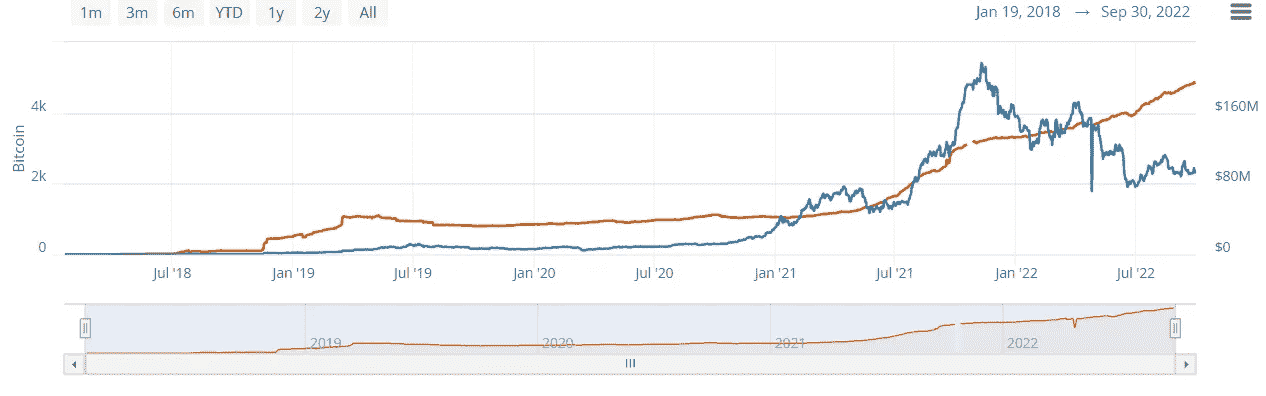 1m 3m 6m YTD 1y 2y All Jan 19, 2018 → Sep 30, 2022
Bitcoin
4k
2k
0
$160M
$80M
$0
Jul '18 Jan '19 Jul '19 Jan '20 Jul '20 Jan '21 Jul '21 Jan '22 Jul '22
2019 2020 2021 2022